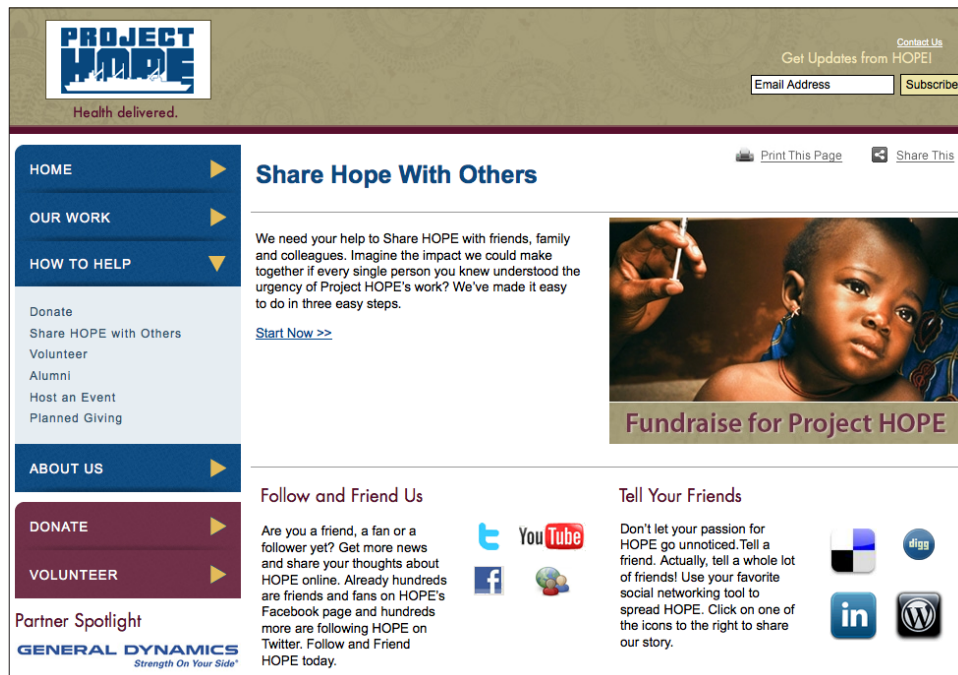 PROJECT
HOPE
Health delivered.
Contact Us
Get Updates from HOPE!
Email Address
Subscribe
HOME
OUR WORK
HOW TO HELP
Donate
Share HOPE with Others
Volunteer
Alumni
Host an Event
Planned Giving
ABOUT US
DONATE
VOLUNTEER
Partner Spotlight
GENERAL DYNAMICS
Strength On Your Side®
Print This Page
Share This
Share Hope With Others
We need your help to Share HOPE with friends, family
and colleagues. Imagine the impact we could make
together if every single person you knew understood the
urgency of Project HOPE's work? We've made it easy
to do in three easy steps.
Start Now >>
Fundraise for Project HOPE
Follow and Friend Us
Are you a friend, a fan or a
follower yet? Get more news
and share your thoughts about
HOPE online. Already hundreds
are friends and fans on HOPE's
Facebook page and hundreds
more are following HOPE on
Twitter. Follow and Friend
HOPE today.
t
You Tube
f
Tell Your Friends
Don't let your passion for
HOPE go unnoticed.Tell a
friend. Actually, tell a whole lot
of friends! Use your favorite
social networking tool to
spread HOPE. Click on one of
the icons to the right to share
our story.
digg
in
W